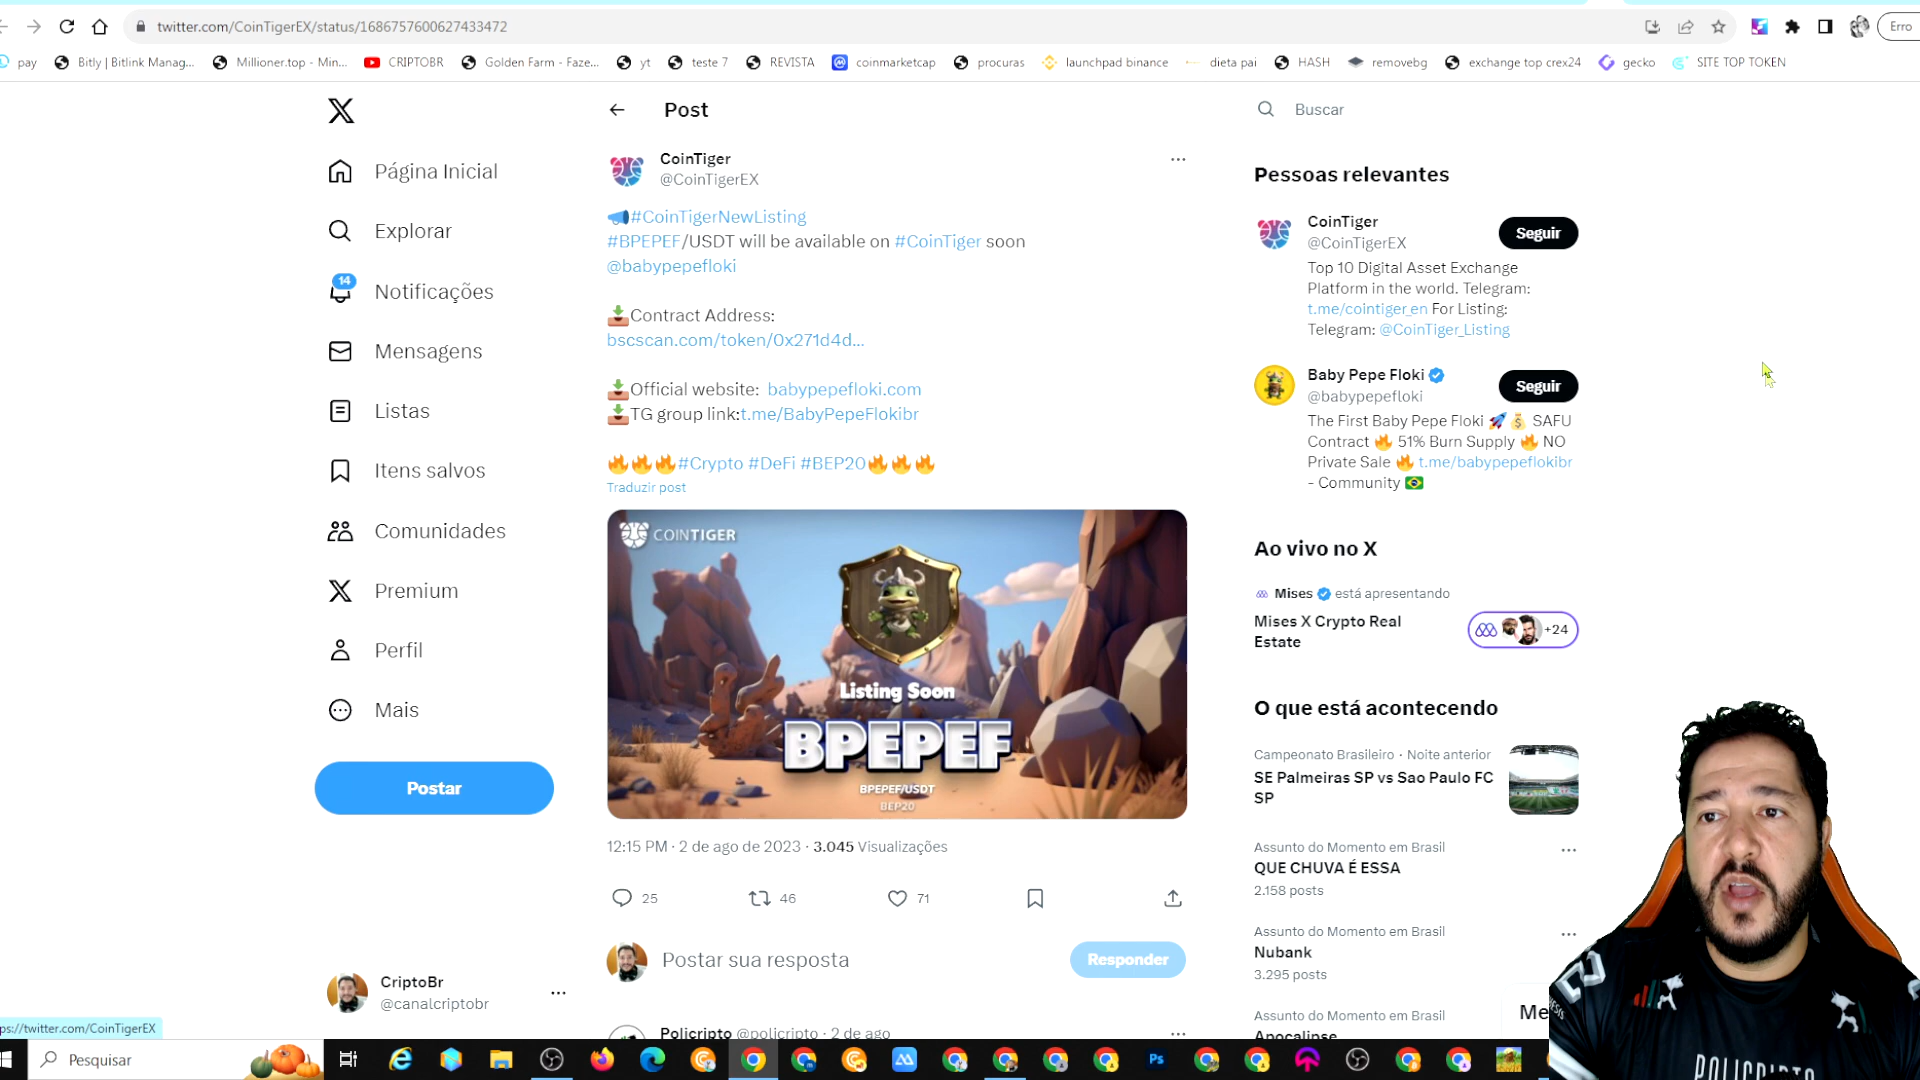 twitter.com/CoinTigerEX/status/1686757600627433472
Erro
pay
Bitly | Bitlink Manag...
Millioner.top - Min...
CRIPTOBR
Golden Farm - Faze...
yt
teste 7
REVISTA
coinmarketcap
procuras
launchpad binance
dieta pai
HASH
removebg
exchange top crex24
gecko
SITE TOP TOKEN
Página Inicial
Explorar
14
Notificações
Mensagens
Listas
Itens salvos
Comunidades
Premium
Perfil
Mais
Postar
CriptoBr
@canalcriptobr
Post
CoinTiger
@CoinTigerEX
📢#CoinTigerNewListing
#BPEPEF/USDT will be available on #CoinTiger soon
@babypepefloki
📥Contract Address:
bscscan.com/token/0x271d4d...
📥Official website: babypepefloki.com
📥TG group link:t.me/BabyPepeFlokibr
🔥🔥🔥#Crypto #DeFi #BEP20🔥🔥🔥
Traduzir post
COINTIGER
Listing Soon
BPEPEF
BPEPEF/USDT
BEP20
12:15 PM · 2 de ago de 2023 · 3.045 Visualizações
25
46
71
Postar sua resposta
Responder
Policripto @policripto · 2 de ago
Buscar
Pessoas relevantes
CoinTiger
@CoinTigerEX
Seguir
Top 10 Digital Asset Exchange
Platform in the world. Telegram:
t.me/cointiger_en For Listing:
Telegram: @CoinTiger_Listing
Baby Pepe Floki
@babypepefloki
Seguir
The First Baby Pepe Floki 🚀 💰 SAFU
Contract 🔥 51% Burn Supply 🔥 NO
Private Sale 🔥 t.me/babypepeflokibr
- Community 🇧🇷
Ao vivo no X
Mises está apresentando
Mises X Crypto Real
Estate
+24
O que está acontecendo
Campeonato Brasileiro · Noite anterior
SE Palmeiras SP vs Sao Paulo FC
SP
Assunto do Momento em Brasil
QUE CHUVA É ESSA
2.158 posts
Assunto do Momento em Brasil
Nubank
3.295 posts
Assunto do Momento em Brasil
Apocalipse
Me
POLICRIPTO
ps://twitter.com/CoinTigerEX
Pesquisar
Ps